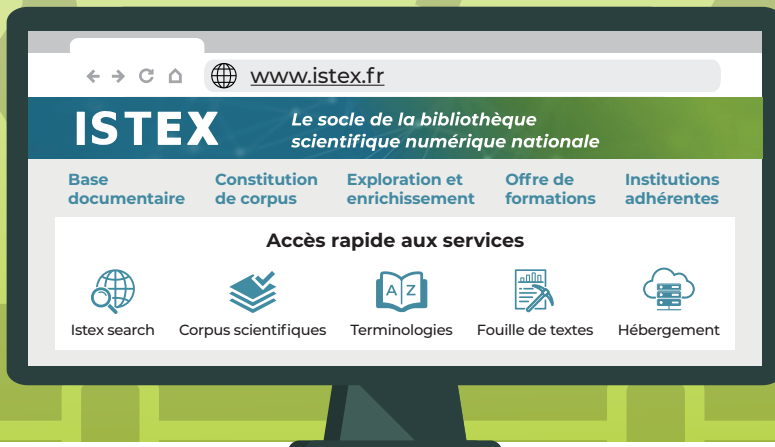 www.istex.fr
ISTEX
Le socle de la bibliothèque
scientifique numérique nationale
Base
documentaire
Constitution
de corpus
Exploration et
enrichissement
Offre de
formations
Institutions
adhérentes
Accès rapide aux services
A Z
Istex search
Corpus scientifiques
Terminologies
Fouille de textes
Hébergement